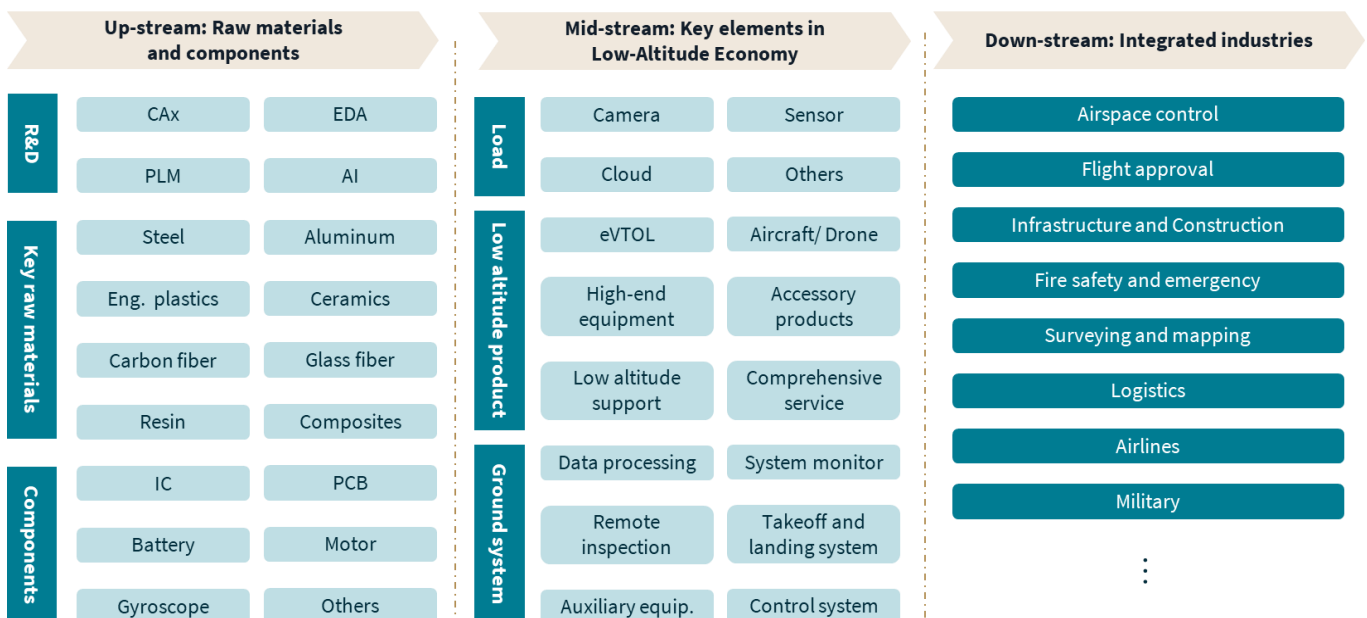 Up-stream: Raw materials
and components
R&D
CAx
EDA
PLM
AI
Key raw materials
Steel
Aluminum
Eng. plastics
Ceramics
Carbon fiber
Glass fiber
Resin
Composites
Components
IC
PCB
Battery
Motor
Gyroscope
Others
Mid-stream: Key elements in
Low-Altitude Economy
Load
Camera
Sensor
Cloud
Others
Low altitude product
eVTOL
Aircraft/ Drone
High-end
equipment
Accessory
products
Low altitude
support
Comprehensive
service
Ground system
Data processing
System monitor
Remote
inspection
Takeoff and
landing system
Auxiliary equip.
Control system
Down-stream: Integrated industries
Airspace control
Flight approval
Infrastructure and Construction
Fire safety and emergency
Surveying and mapping
Logistics
Airlines
Military
⋮